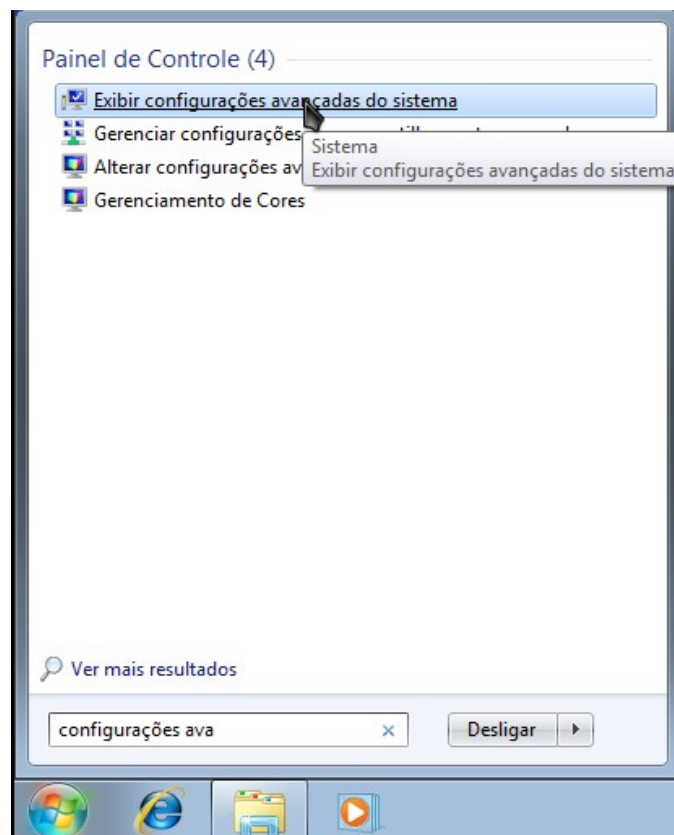 Painel de Controle (4)
Exibir configurações avançadas do sistema
Gerenciar configurações
Sistema
Alterar configurações av
Exibir configurações avançadas do sistema
Gerenciamento de Cores
Ver mais resultados
configurações ava
Desligar